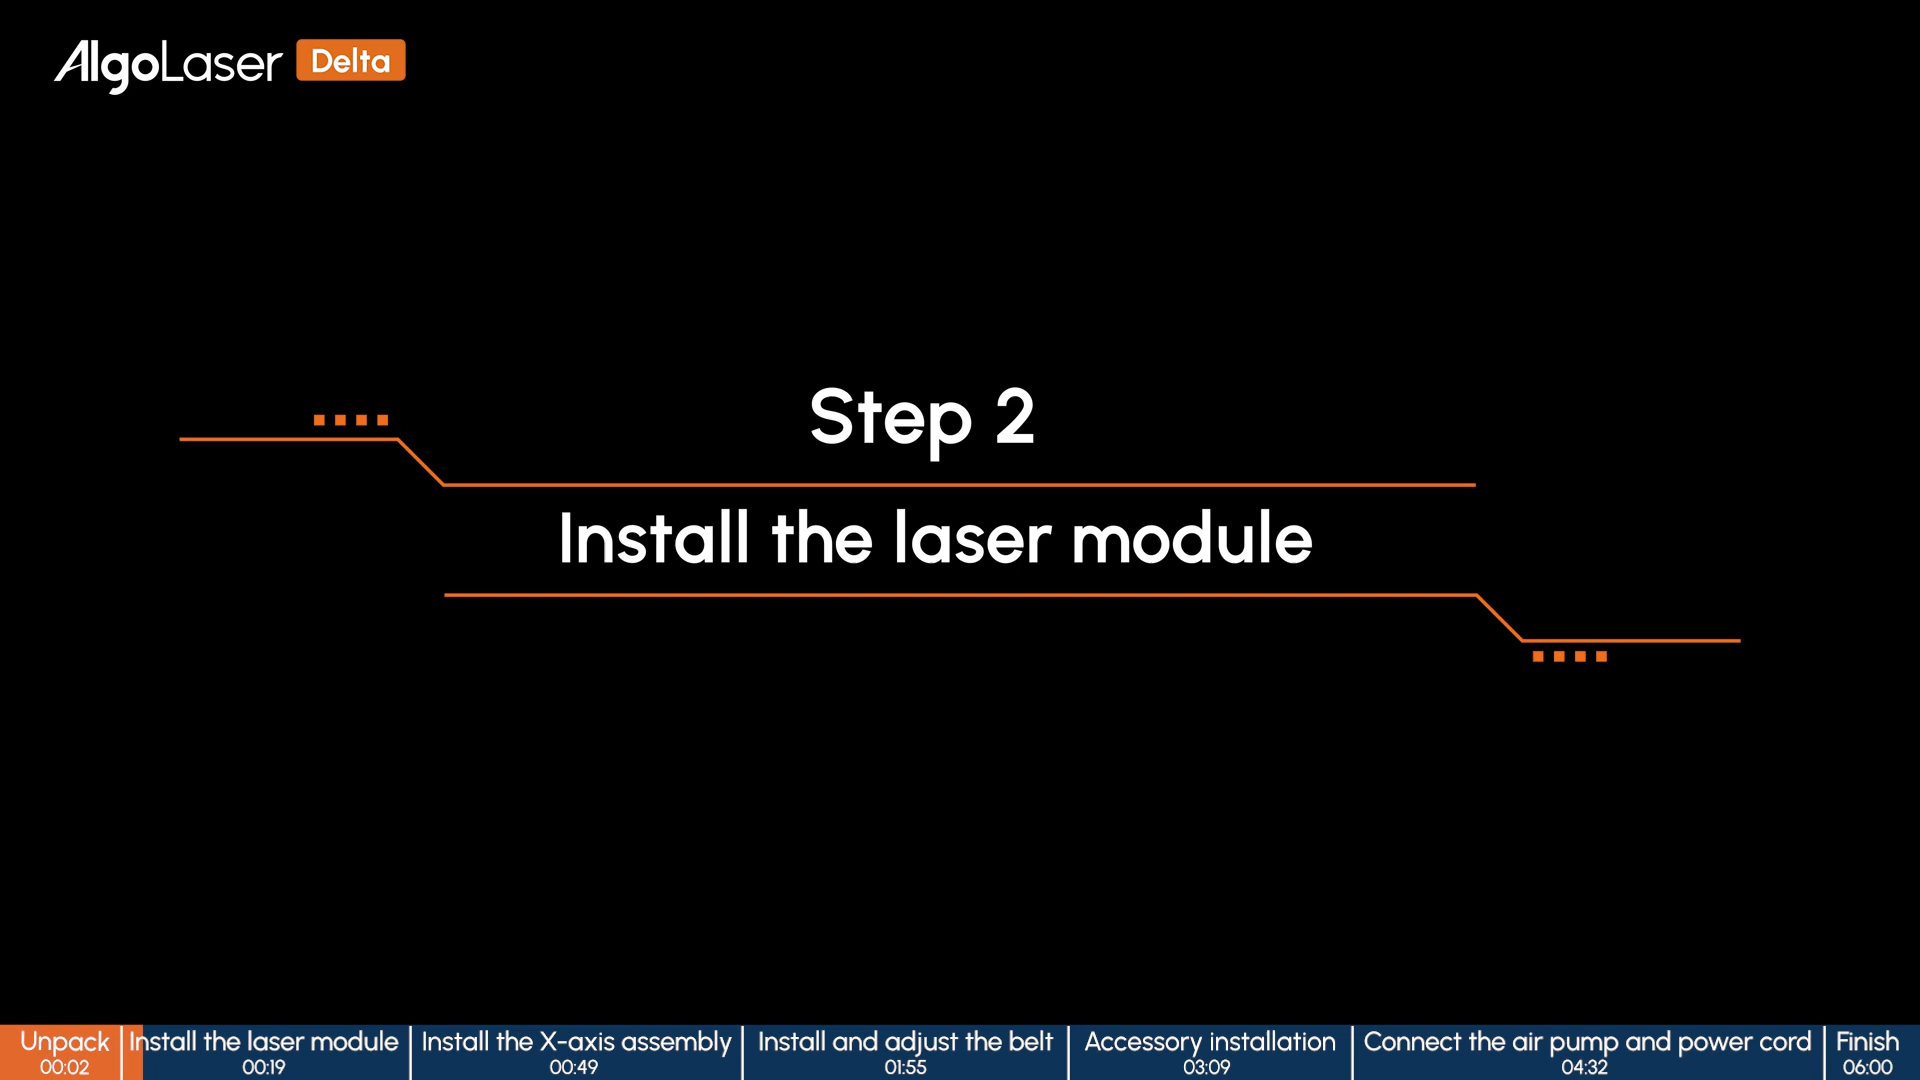 AlgoLaser Delta
Step 2
Install the laser module
Unpack
00:02
Install the laser module
00:19
Install the X-axis assembly
00:49
Install and adjust the belt
01:55
Accessory installation
03:09
Connect the air pump and power cord
04:32
Finish
06:00